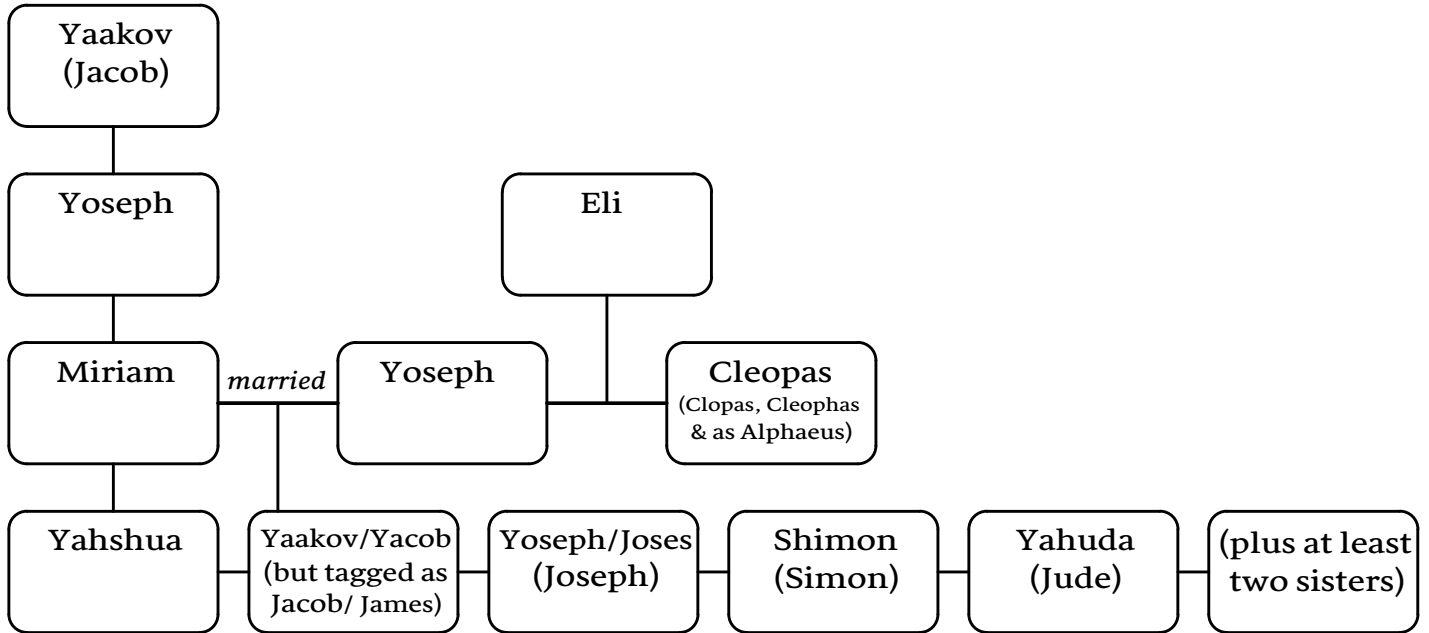 Yaakov
(Jacob)
Yoseph
Eli
Miriam
married
Yoseph
Cleopas
(Clopas, Cleophas
& as Alphaeus)
Yahshua
Yaakov/Yacob
(but tagged as
Jacob/ James)
Yoseph/Joses
(Joseph)
Shimon
(Simon)
Yahuda
(Jude)
(plus at least
two sisters)